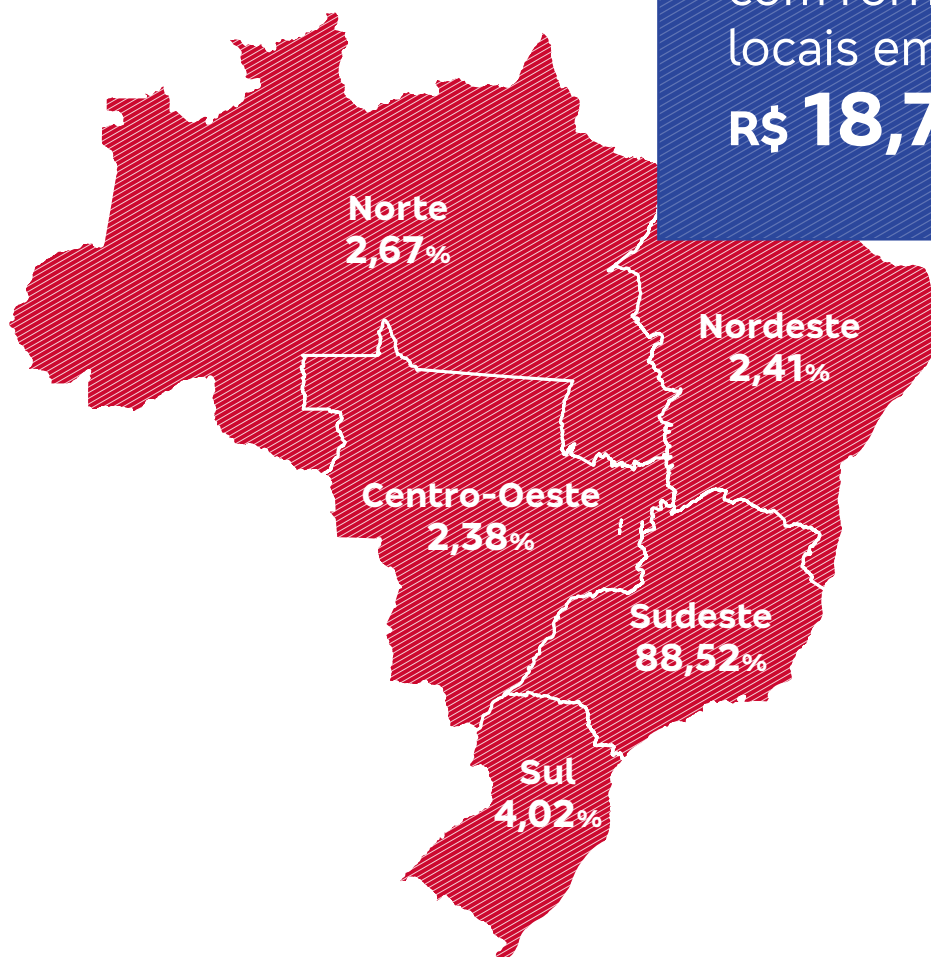 locais em
R$ 18,7
Norte
2,67%
Nordeste
2,41%
Centro-Oeste
2,38%
Sudeste
88,52%
Sul
4,02%